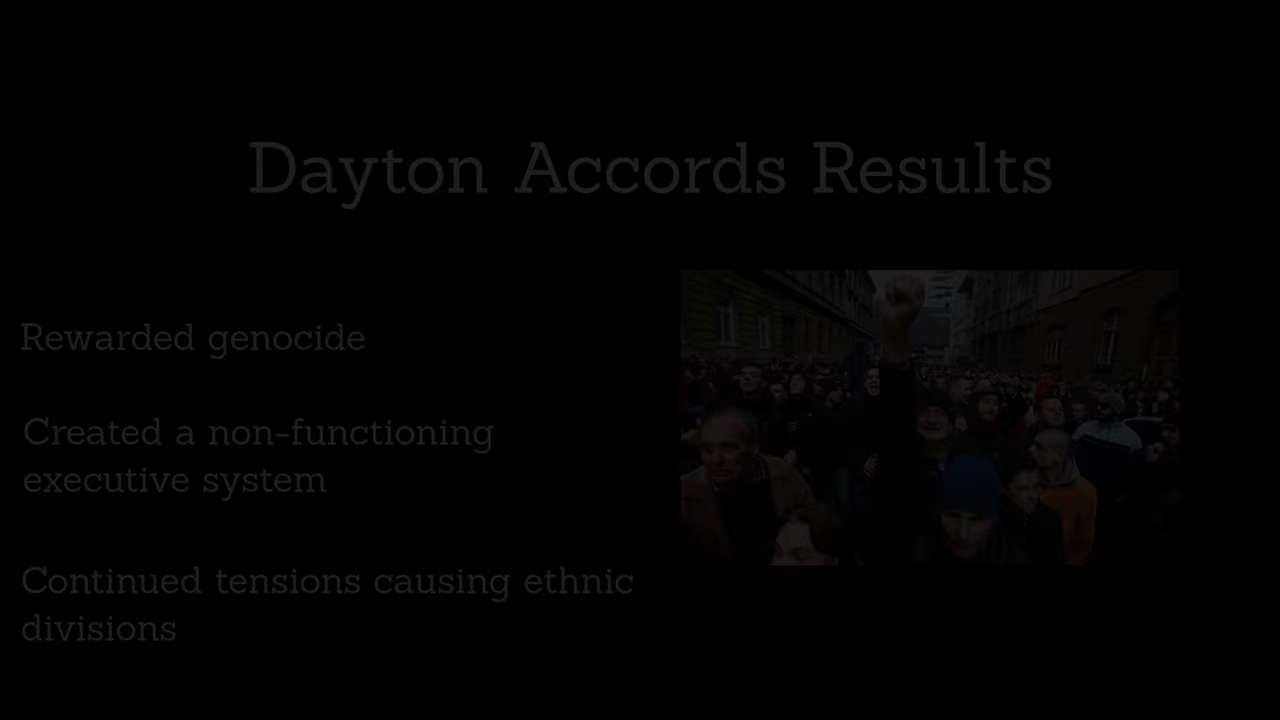 Dayton Accords Results
Rewarded genocide
Created a non-functioning
executive system
Continued tensions causing ethnic
divisions